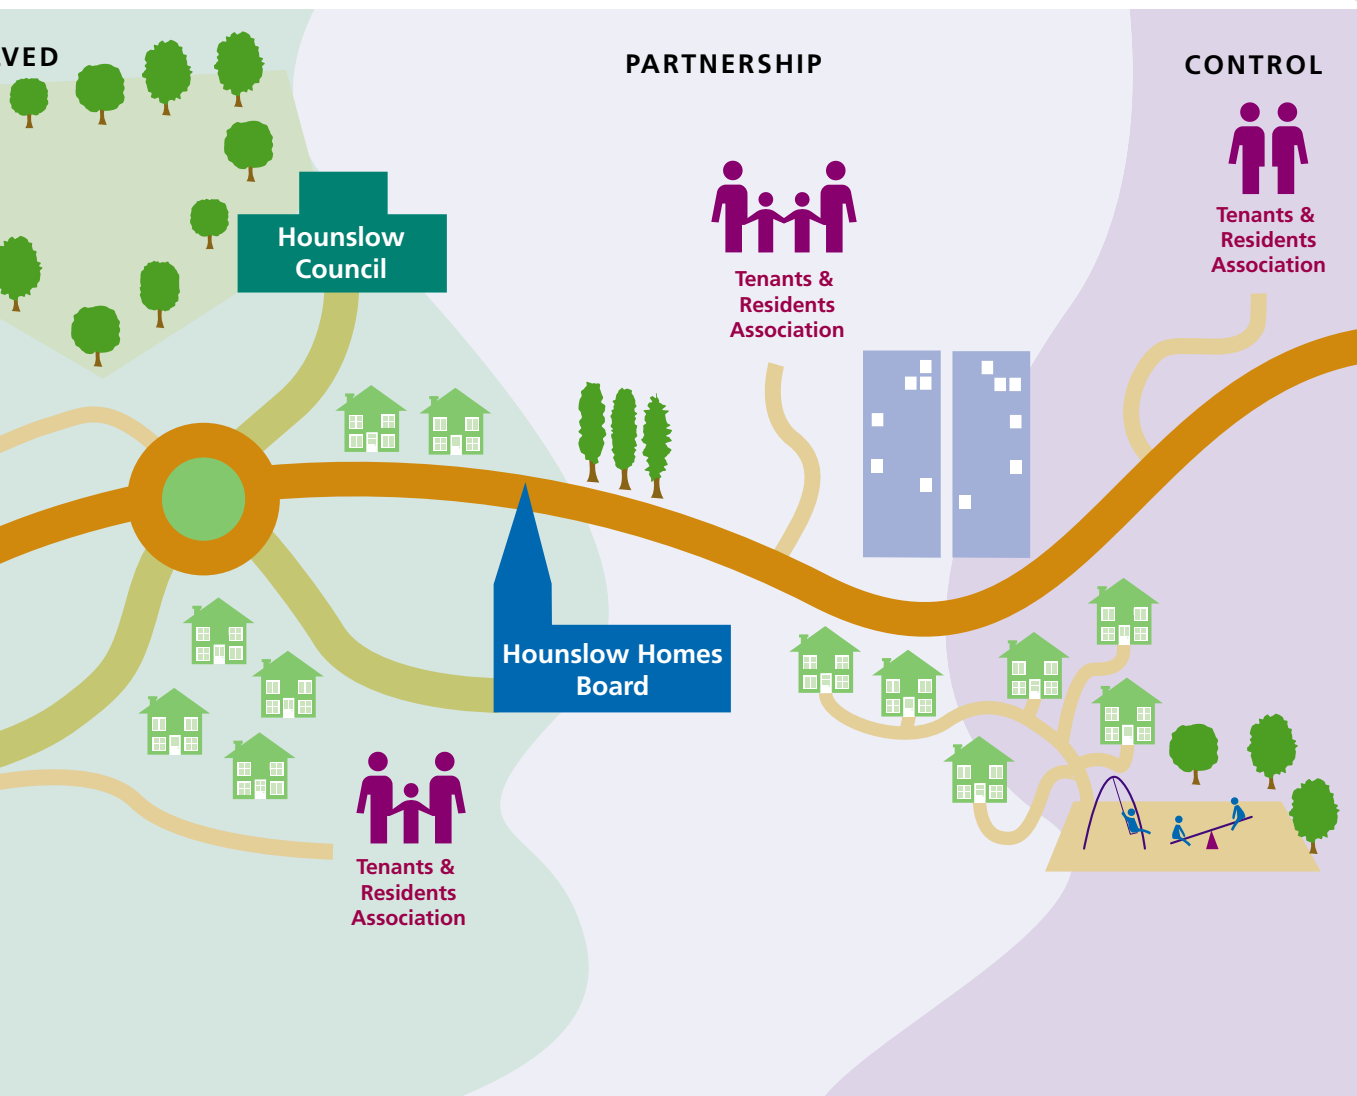 VED
PARTNERSHIP
CONTROL
Tenants &
Residents
Association
Hounslow
Council
Tenants &
Residents
Association
Hounslow Homes
Board
Tenants &
Residents
Association